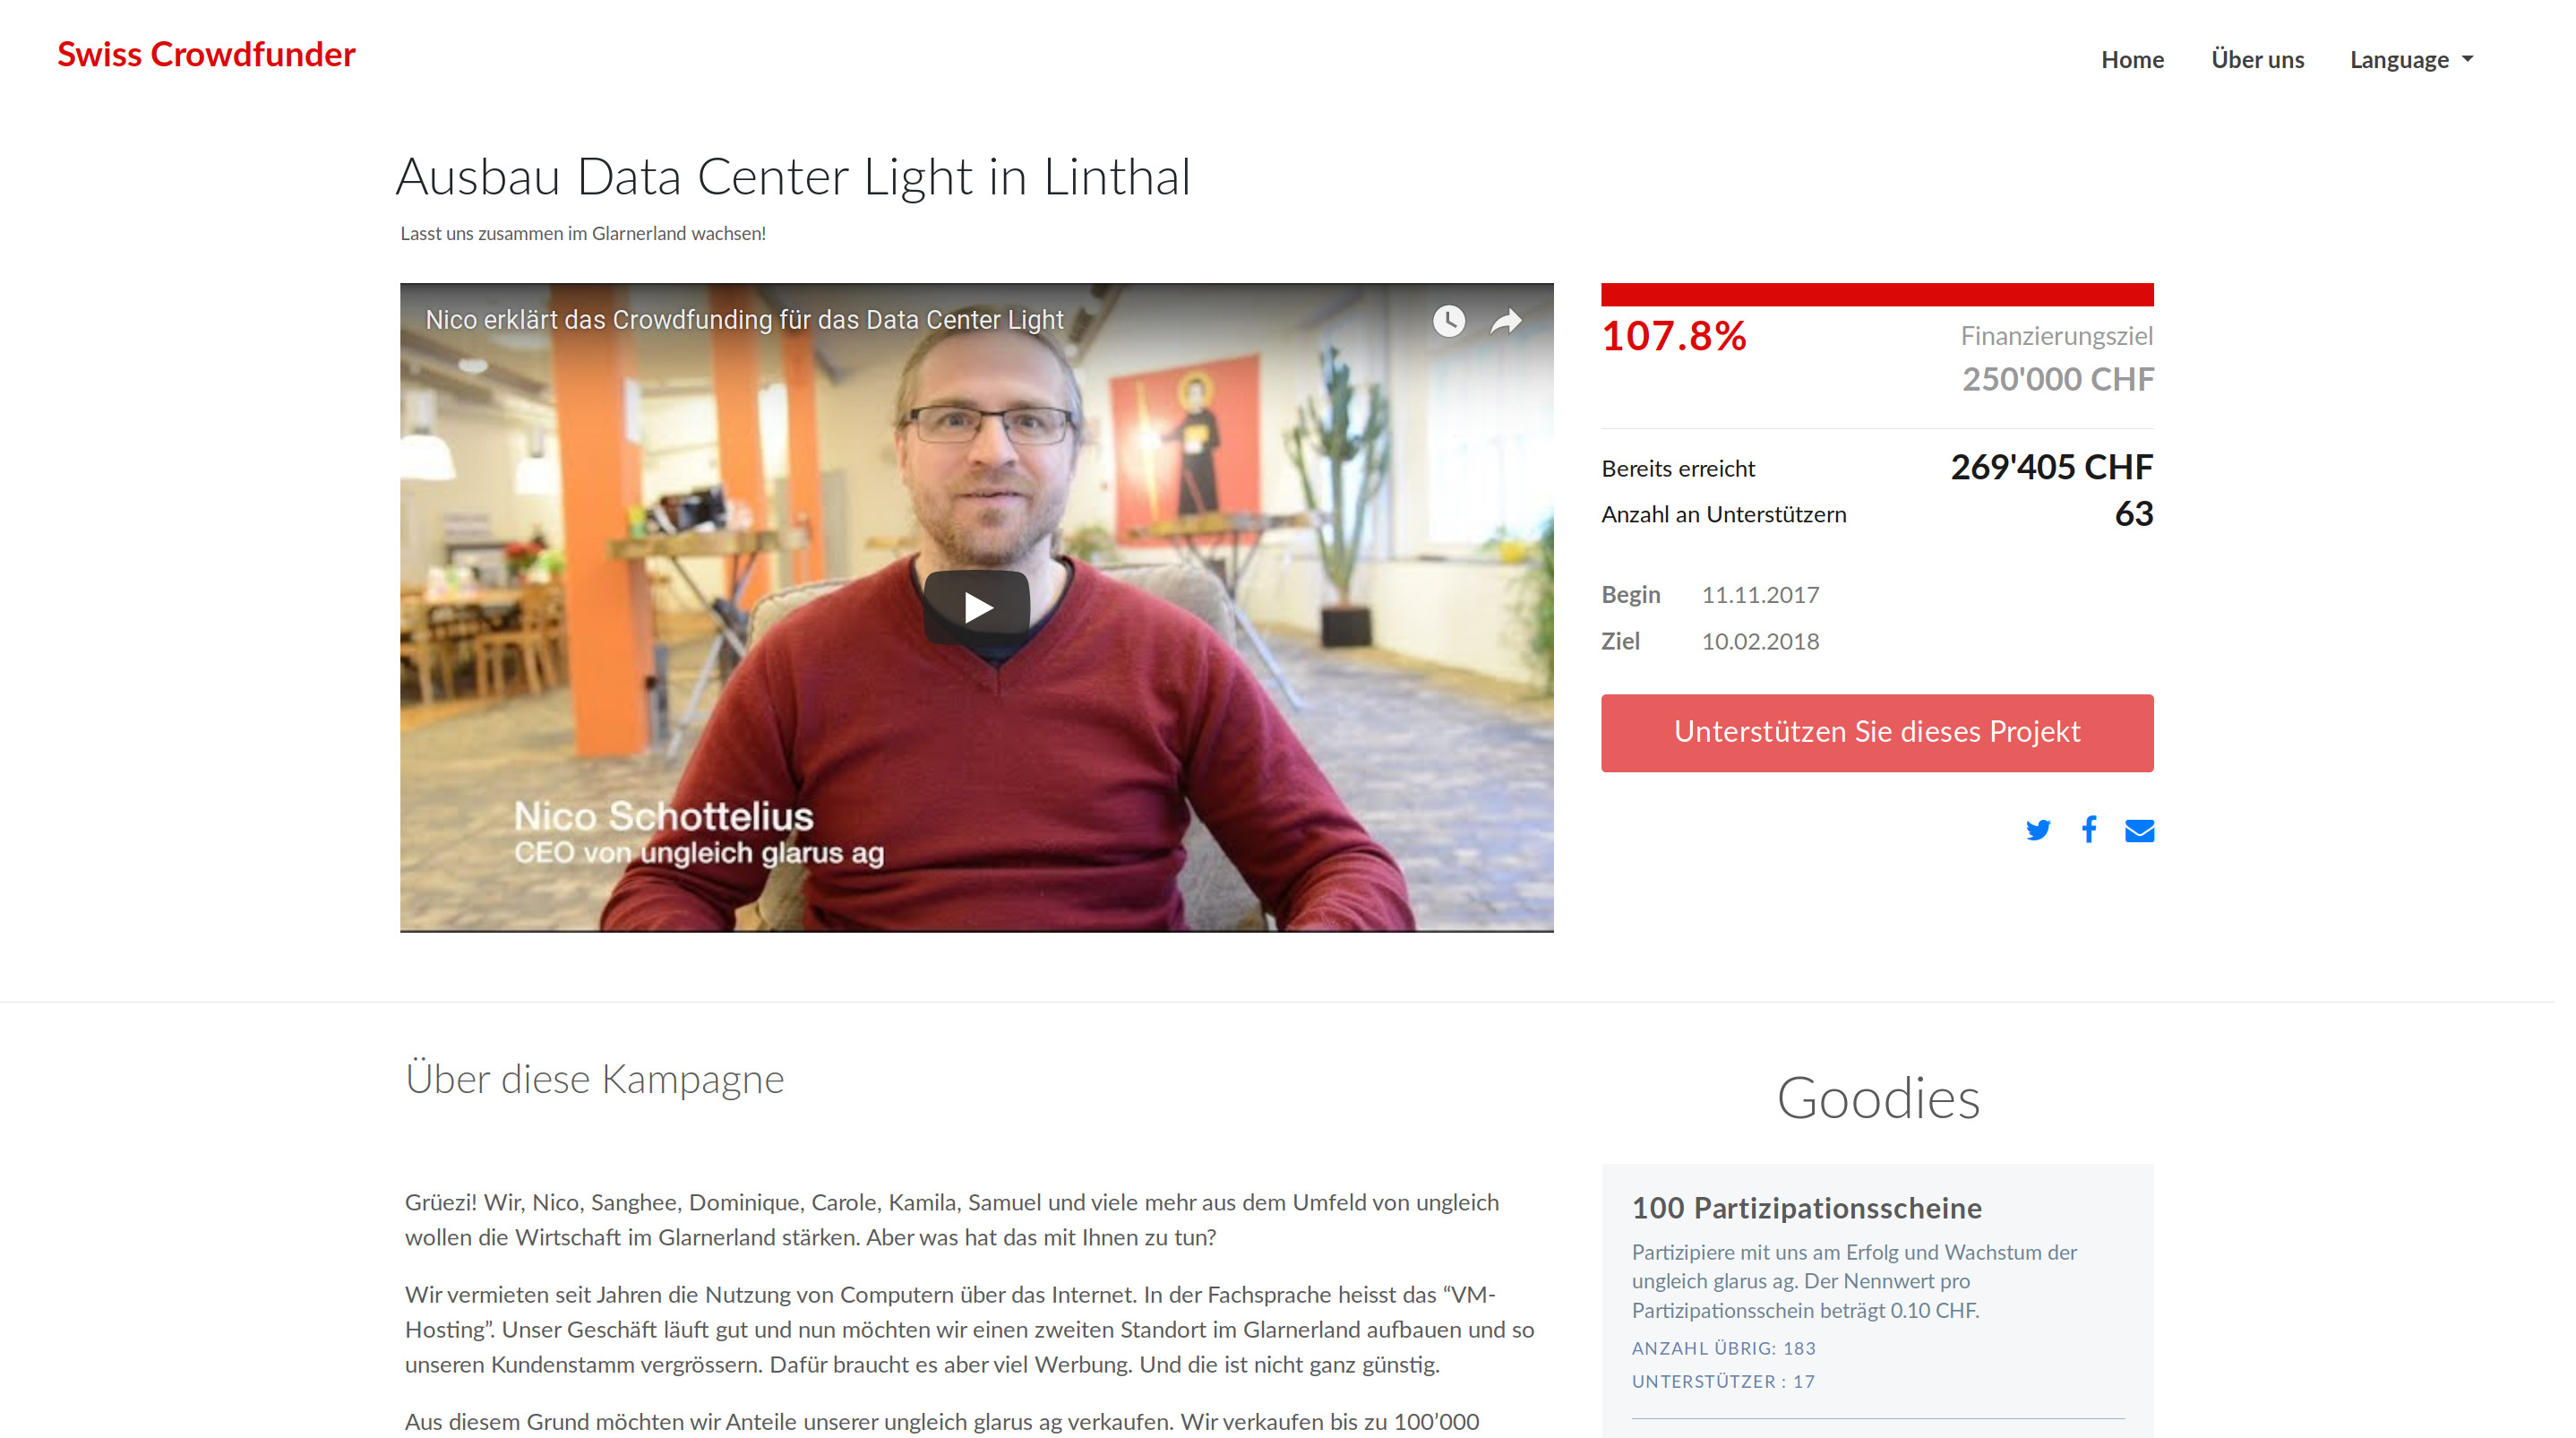 Swiss Crowdfunder
Home
Über uns
Language
Ausbau Data Center Light in Linthal
Lasst uns zusammen im Glarnerland wachsen!
Nico erklärt das Crowdfunding für das Data Center Light
Nico Schottelius
CEO von ungleich glarus ag
107.8%
Finanzierungsziel
250'000 CHF
Bereits erreicht 269'405 CHF
Anzahl an Unterstützern 63
Begin 11.11.2017
Ziel 10.02.2018
Unterstützen Sie dieses Projekt
Über diese Kampagne
Grüezi! Wir, Nico, Sanghee, Dominique, Carole, Kamila, Samuel und viele mehr aus dem Umfeld von ungleich
wollen die Wirtschaft im Glarnerland stärken. Aber was hat das mit Ihnen zu tun?
Wir vermieten seit Jahren die Nutzung von Computern über das Internet. In der Fachsprache heisst das “VM-
Hosting”. Unser Geschäft läuft gut und nun möchten wir einen zweiten Standort im Glarnerland aufbauen und so
unseren Kundenstamm vergrössern. Dafür braucht es aber viel Werbung. Und die ist nicht ganz günstig.
Aus diesem Grund möchten wir Anteile unserer ungleich glarus ag verkaufen. Wir verkaufen bis zu 100’000
Goodies
100 Partizipationsscheine
Partizipiere mit uns am Erfolg und Wachstum der
ungleich glarus ag. Der Nennwert pro
Partizipationsschein beträgt 0.10 CHF.
ANZAHL ÜBRIG: 183
UNTERSTÜTZER : 17